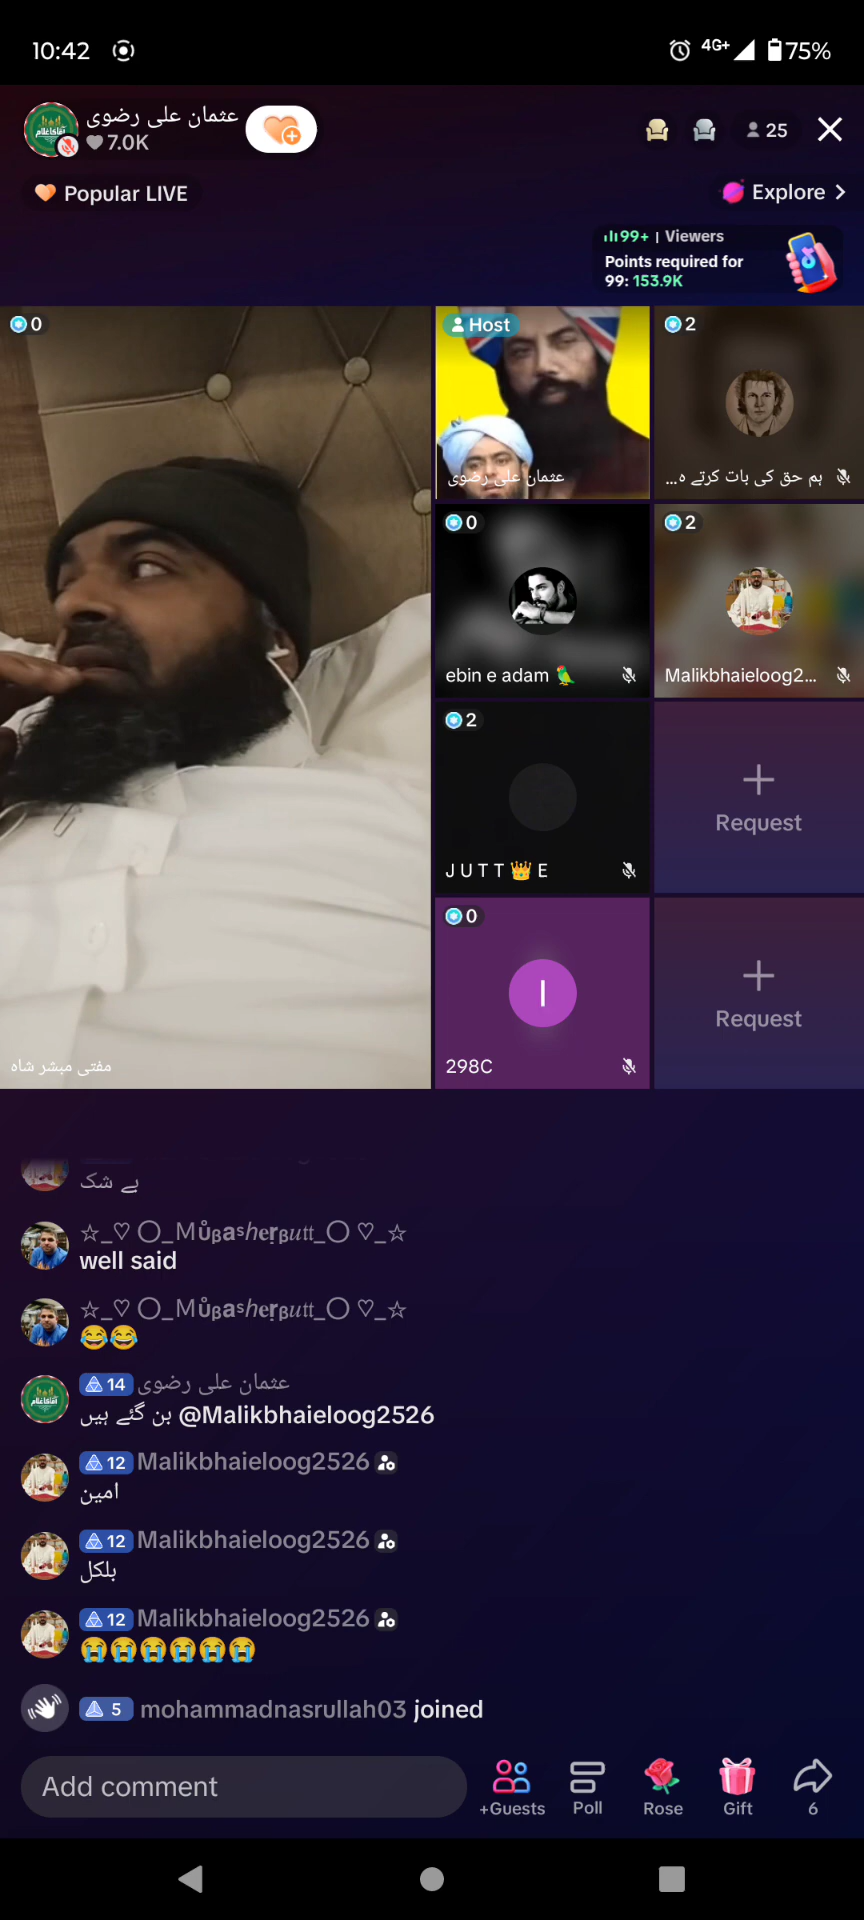 10:42 4G+ 75%
عثمان علی رضوی
7.0K
25
Popular LIVE
Explore
99+ | Viewers
Points required for
99: 153.9K
0
Host
2
عثمان علی رضوی
ہم حق کی بات کرتے ہ...
0
2
ebin e adam
Malikbhaieloog2...
2
Request
J U T T E
0
I
Request
298C
مفتی مبشر شاہ
بے شک
☆_♡ ◯_Můᵦaˢℎeṛᵦutt_◯ ♡_☆
well said
☆_♡ ◯_Můᵦaˢℎeṛᵦutt_◯ ♡_☆
😂😂
14 عثمان علی رضوی
@Malikbhaieloog2526 بن گئے ہیں
12 Malikbhaieloog2526
امین
12 Malikbhaieloog2526
بلکل
12 Malikbhaieloog2526
😭😭😭😭😭😭
5 mohammadnasrullah03 joined
Add comment
+Guests
Poll
Rose
Gift
6